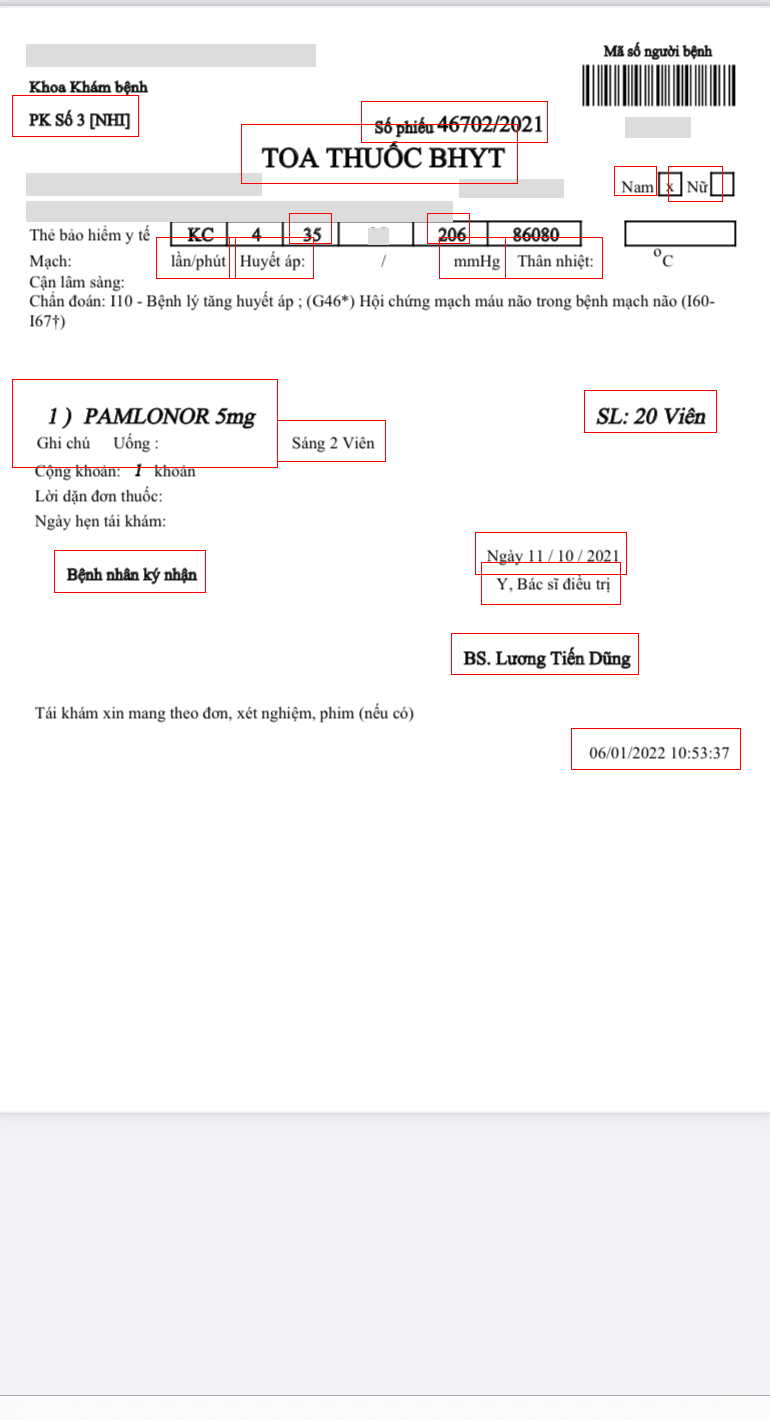 Mã số người bệnh
Khoa Khám bệnh
PK Số 3 [NHI]
Số phiếu 46702/2021
TOA THUỐC BHYT
Nam x Nữ
Thẻ bảo hiểm y tế KC 4 35 206 86080
Mạch: lần/phút Huyết áp: / mmHg Thân nhiệt: °C
Cận lâm sàng:
Chẩn đoán: I10 - Bệnh lý tăng huyết áp ; (G46*) Hội chứng mạch máu não trong bệnh mạch não (I60-
I67†)
1 ) PAMLONOR 5mg SL: 20 Viên
Ghi chú Uống : Sáng 2 Viên
Cộng khoản: 1 khoản
Lời dặn đơn thuốc:
Ngày hẹn tái khám:
Ngày 11 / 10 / 2021
Bệnh nhân ký nhận Y, Bác sĩ điều trị
BS. Lương Tiến Dũng
Tái khám xin mang theo đơn, xét nghiệm, phim (nếu có)
06/01/2022 10:53:37